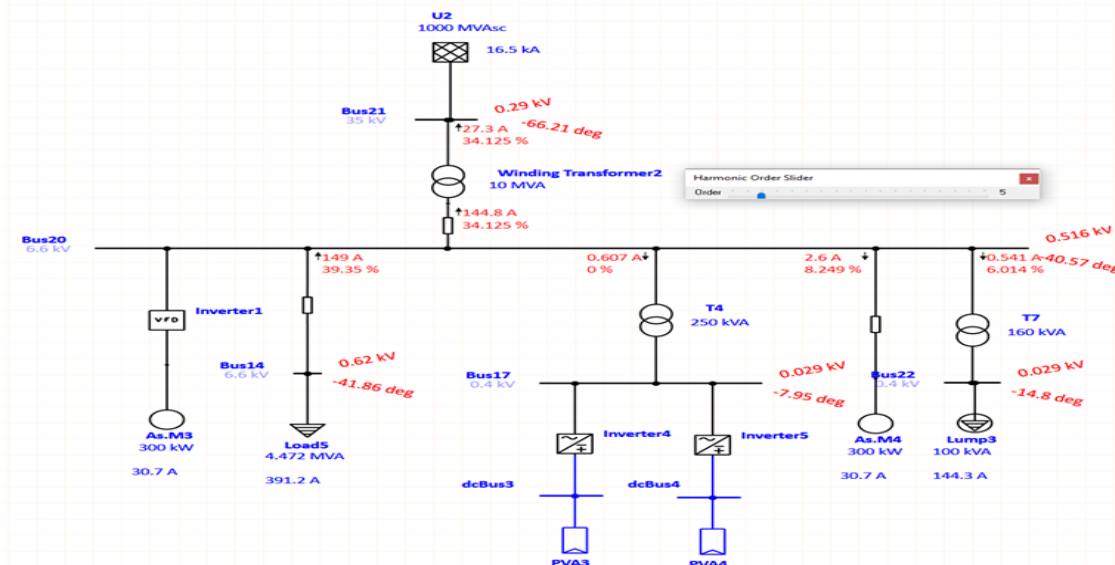 U2
1000 MVAsc
16.5 kA
Bus21
35 kV
0.29 kV
-66.21 deg
27.3 A
34.125 %
Winding Transformer2
10 MVA
Harmonic Order Slider
Order
5
144.8 A
34.125 %
Bus20
6.6 kV
0.516 kV
-40.57 deg
149 A
39.35 %
0.607 A
0 %
2.6 A
8.249 %
0.541 A
6.014 %
Inverter1
VFD
T4
250 kVA
T7
160 kVA
Bus14
6.6 kV
0.62 kV
-41.86 deg
Bus17
0.4 kV
0.029 kV
-7.95 deg
Bus22
0.4 kV
0.029 kV
-14.8 deg
As.M3
300 kW
30.7 A
Load5
4.472 MVA
391.2 A
Inverter4
Inverter5
As.M4
300 kW
30.7 A
Lump3
100 kVA
144.3 A
dcBus3
dcBus4
PVA3
PVA4